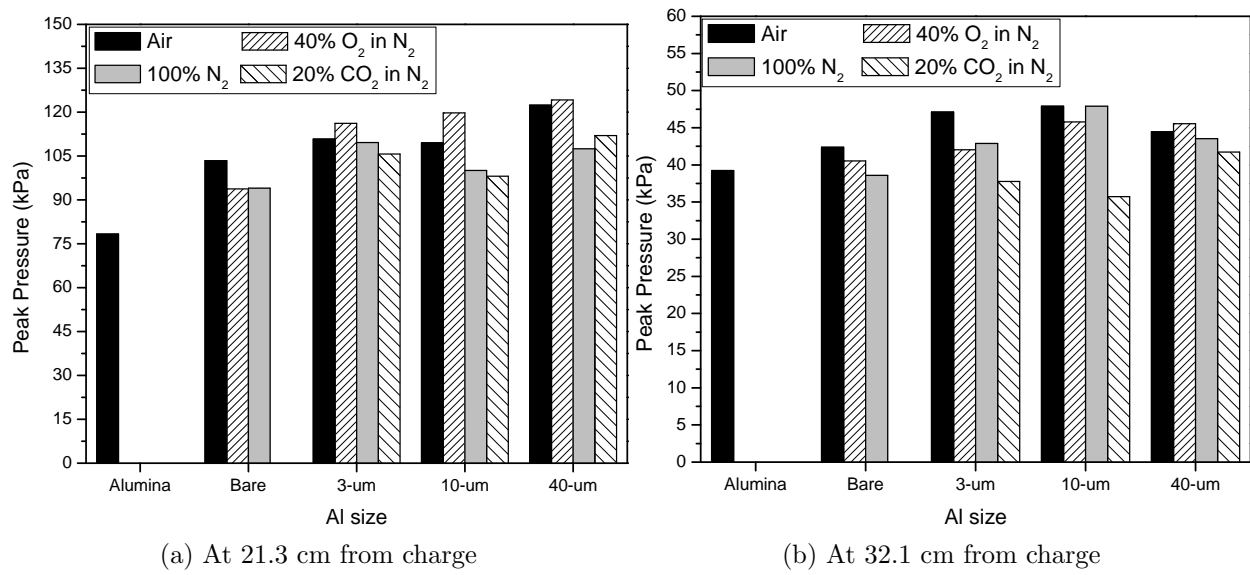 150
135
120
105
90
75
60
45
30
15
0
Peak Pressure (kPa)
Air
40% O₂ in N₂
100% N₂
20% CO₂ in N₂
Alumina Bare 3-um 10-um 40-um
Al size
(a) At 21.3 cm from charge
60
55
50
45
40
35
30
25
20
15
10
5
0
Peak Pressure (kPa)
Air
40% O₂ in N₂
100% N₂
20% CO₂ in N₂
Alumina Bare 3-um 10-um 40-um
Al size
(b) At 32.1 cm from charge